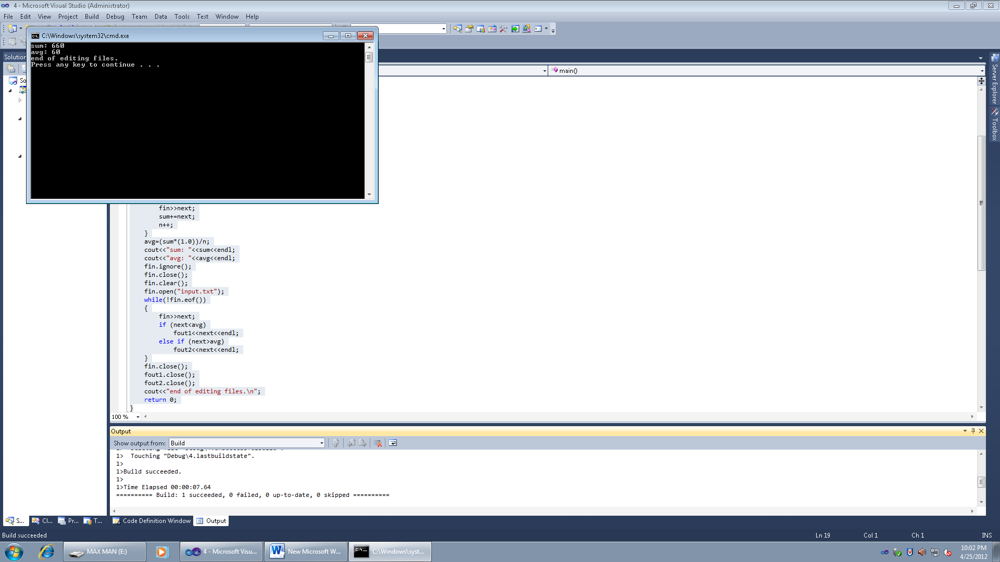 4 - Microsoft Visual Studio (Administrator)
File Edit View Project Build Debug Team Data Tools Test Window Help
C:\Windows\system32\cmd.exe
sum: 660
avg: 60
end of editing files.
Press any key to continue . . .
Solution
So
main()
Server Explorer
Toolbox
fin>>next;
sum+=next;
n++;
}
avg=(sum*(1.0))/n;
cout<<"sum: "<<sum<<endl;
cout<<"avg: "<<avg<<endl;
fin.ignore();
fin.close();
fin.clear();
fin.open("input.txt");
while(!fin.eof())
{
fin>>next;
if (next<avg)
fout1<<next<<endl;
else if (next>avg)
fout2<<next<<endl;
}
fin.close();
fout1.close();
fout2.close();
cout<<"end of editing files.\n";
return 0;
}
100 %
Output
Show output from: Build
1>  Touching "Debug\4.lastbuildstate".
1>
1>Build succeeded.
1>
1>Time Elapsed 00:00:07.64
========== Build: 1 succeeded, 0 failed, 0 up-to-date, 0 skipped ==========
S... Cl... Pr... T... Code Definition Window Output
Build succeeded Ln 19 Col 1 Ch 1 INS
MAX MAN (E:) 4 - Microsoft Visu... New Microsoft W... C:\Windows\syst... 10:02 PM
4/25/2012